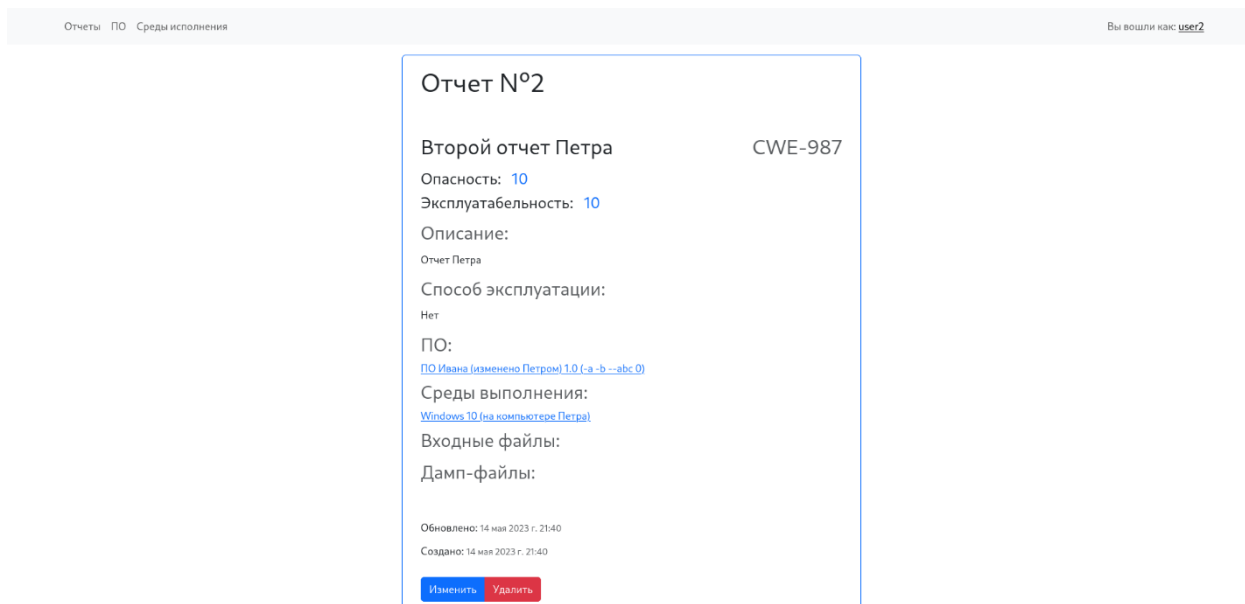 Отчеты ПО Среды исполнения Вы вошли как: user2
Отчет №2
Второй отчет Петра CWE-987
Опасность: 10
Эксплуатабельность: 10
Описание:
Отчет Петра
Способ эксплуатации:
Нет
ПО:
ПО Ивана (изменено Петром) 1.0 (-a -b --abc 0)
Среды выполнения:
Windows 10 (на компьютере Петра)
Входные файлы:
Дамп-файлы:
Обновлено: 14 мая 2023 г. 21:40
Создано: 14 мая 2023 г. 21:40
Изменить Удалить